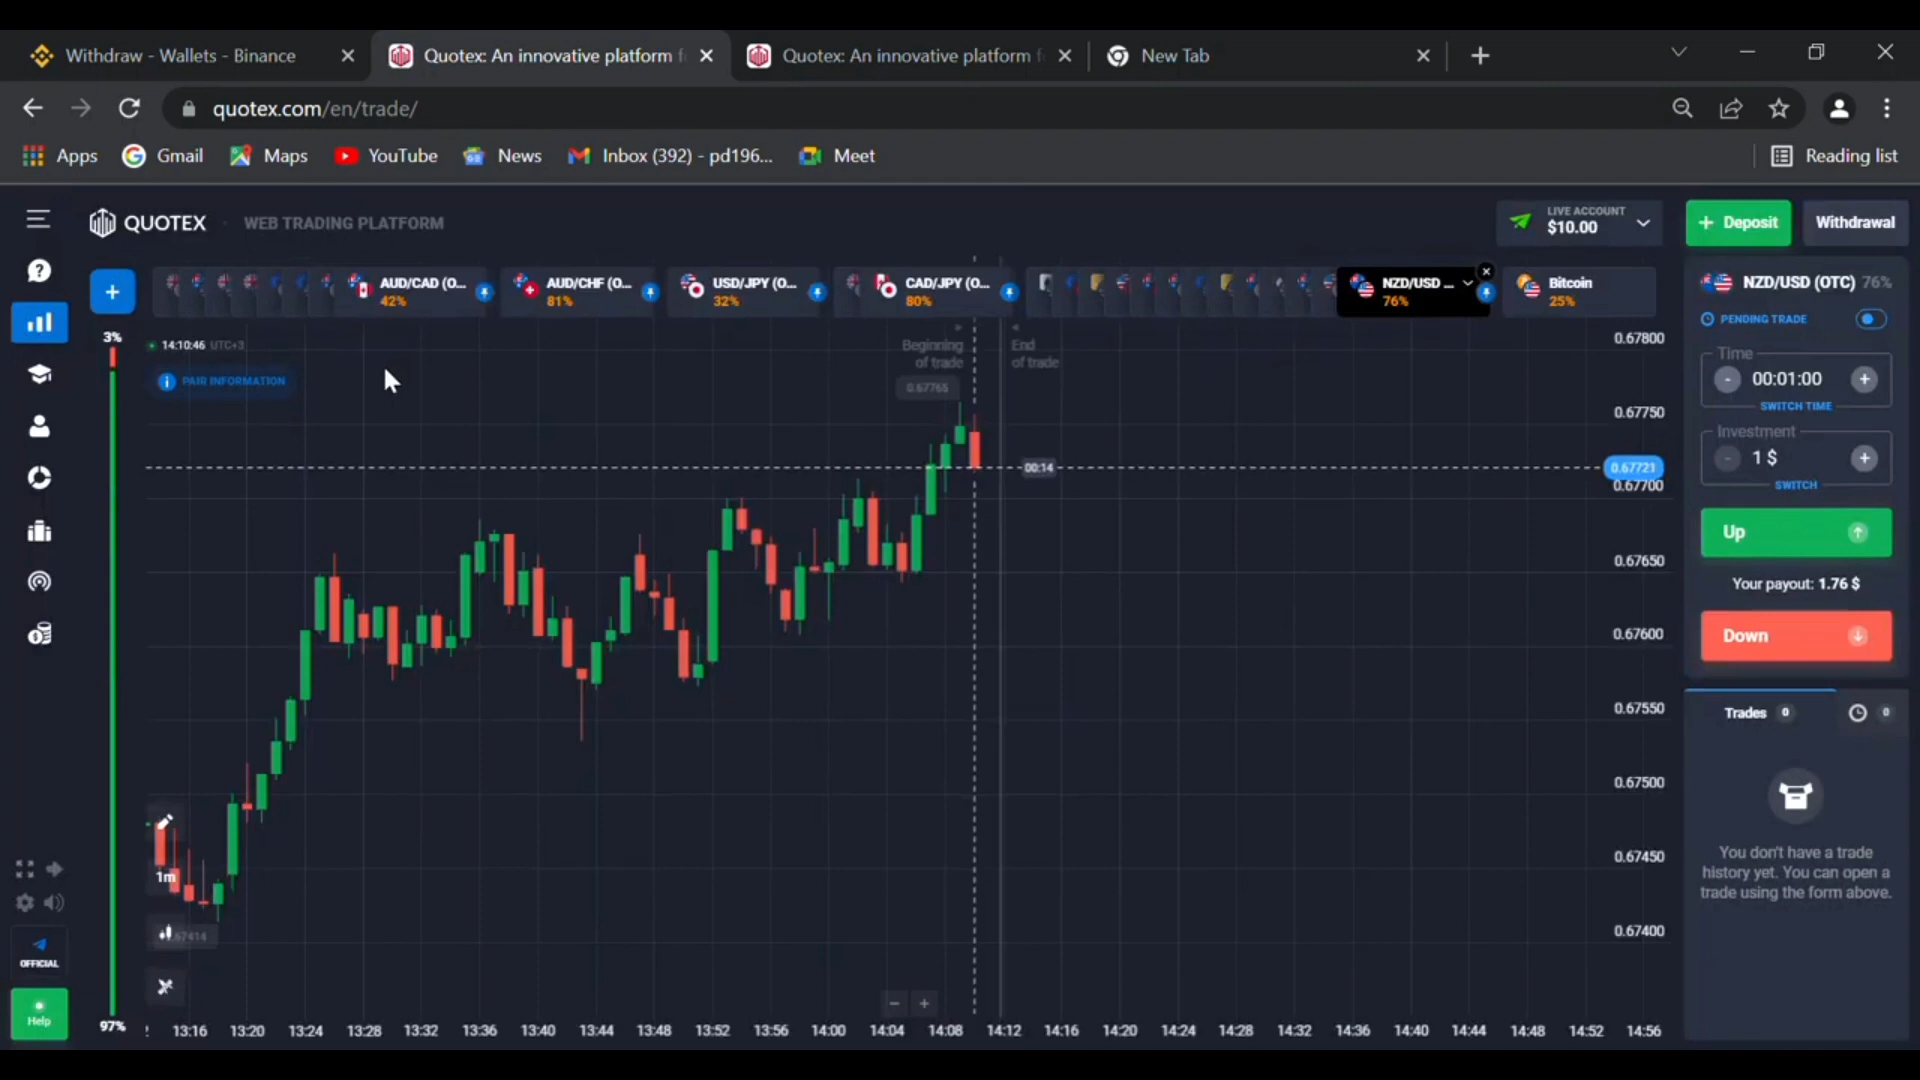 Withdraw - Wallets - Binance
Quotex: An innovative platform f
Quotex: An innovative platform f
New Tab
quotex.com/en/trade/
Apps
Gmail
Maps
YouTube
News
Inbox (392) - pd196...
Meet
Reading list
QUOTEX
WEB TRADING PLATFORM
LIVE ACCOUNT
$10.00
Deposit
Withdrawal
AUD/CAD (O...
42%
AUD/CHF (O...
81%
USD/JPY (O...
32%
CAD/JPY (O...
80%
NZD/USD ...
76%
Bitcoin
25%
NZD/USD (OTC) 76%
PENDING TRADE
Time
- 00:01:00 +
SWITCH TIME
Investment
- 1 $ +
SWITCH
Up
Your payout: 1.76 $
Down
Trades 0
0
You don't have a trade
history yet. You can open a
trade using the form above.
3%
14:10:46 UTC+3
PAIR INFORMATION
Beginning
of trade
End
of trade
0.67765
00:14
0.67800
0.67750
0.67721
0.67700
0.67650
0.67600
0.67550
0.67500
0.67450
0.67400
1m
67414
OFFICIAL
Help
97%
13:16 13:20 13:24 13:28 13:32 13:36 13:40 13:44 13:48 13:52 13:56 14:00 14:04 14:08 14:12 14:16 14:20 14:24 14:28 14:32 14:36 14:40 14:44 14:48 14:52 14:56